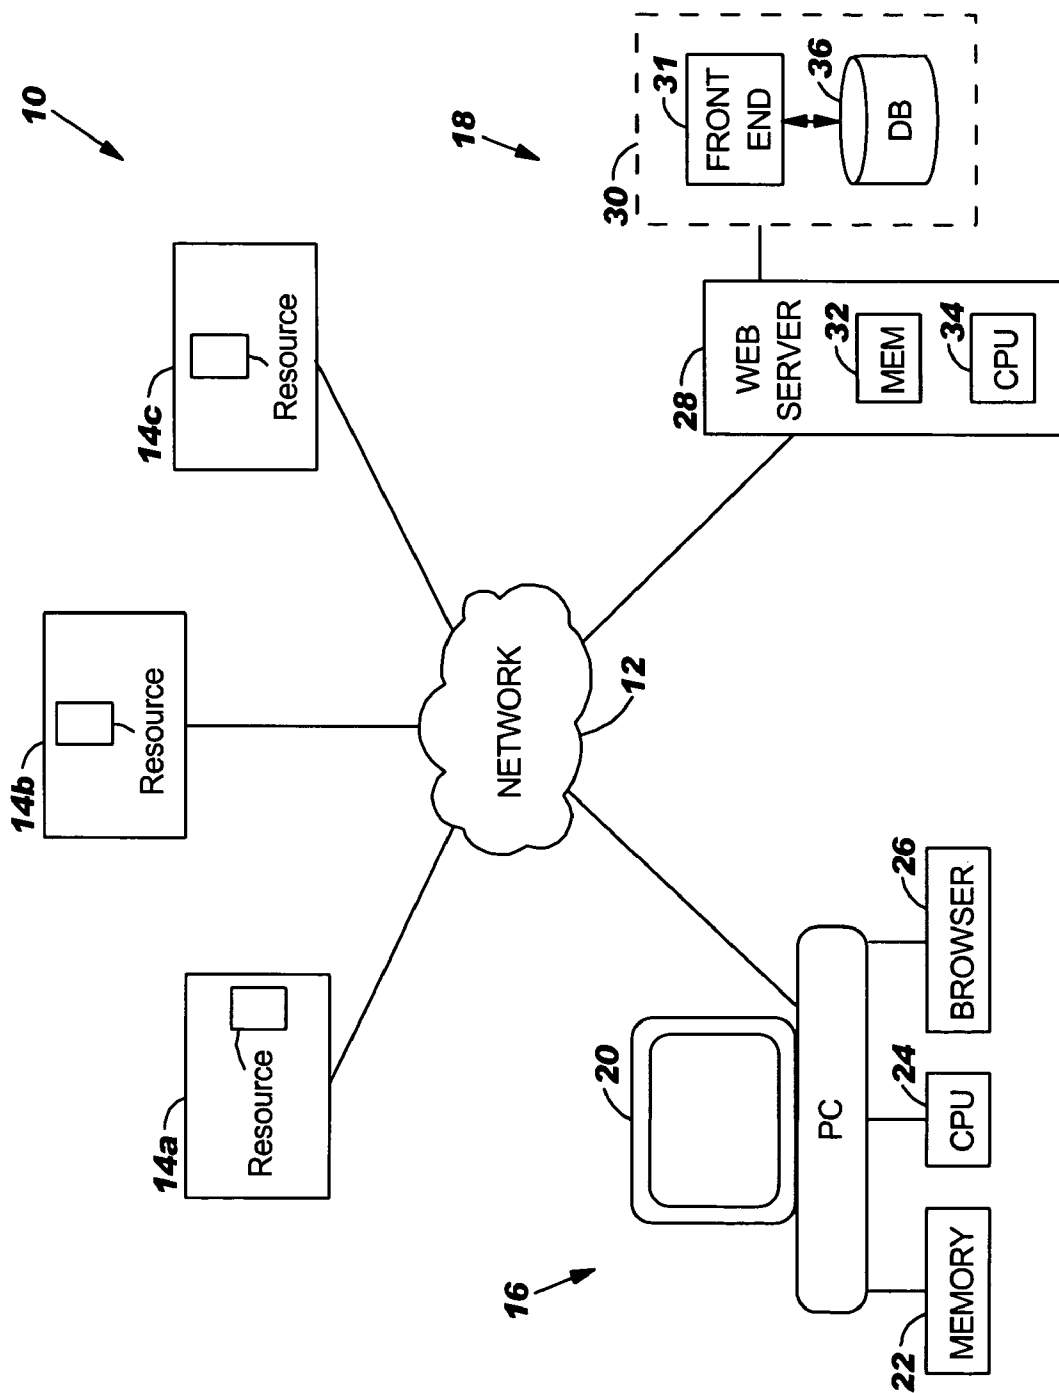 10
14a
Resource
14b
Resource
14c
Resource
NETWORK
12
16
20
PC
22
MEMORY
24
CPU
26
BROWSER
18
28
WEB
SERVER
32
MEM
34
CPU
30
31
FRONT
END
36
DB